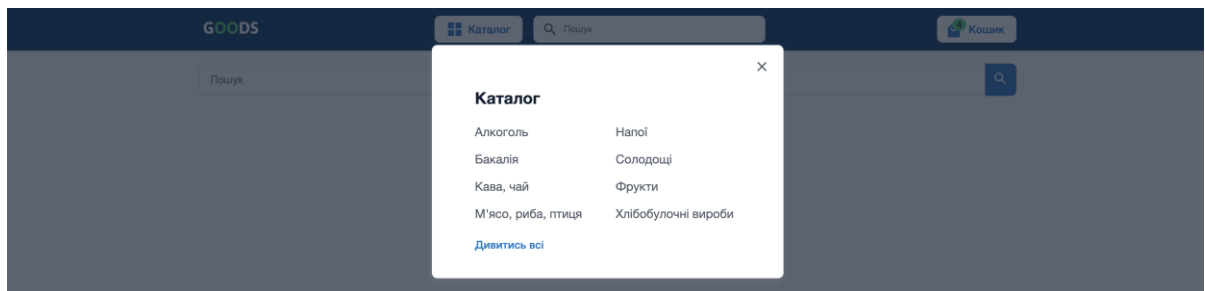 GOODS
Каталог
Пошук
4
Кошик
Пошук
Каталог
Алкоголь
Напої
Бакалія
Солодощі
Кава, чай
Фрукти
М'ясо, риба, птиця
Хлібобулочні вироби
Дивитись всі